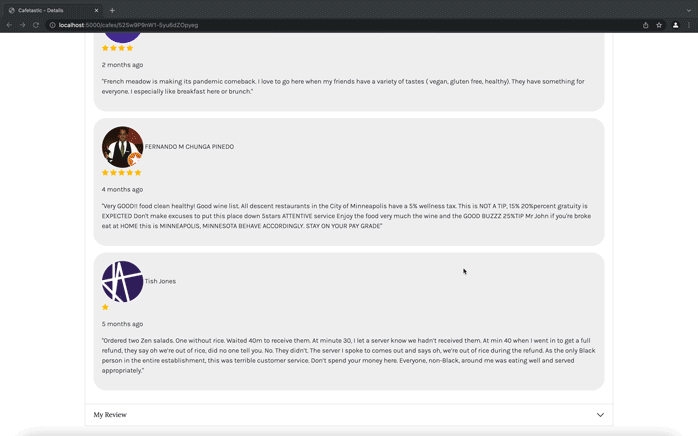 Cafetastic - Details
localhost:5000/cafes/525w9P9nW1-5yu6dZOpyeg
2 months ago
"French meadow is making its pandemic comeback. I love to go here when my friends have a variety of tastes ( vegan, gluten free, healthy). They have something for
everyone. I especially like breakfast here or brunch."
FERNANDO M CHUNGA PINEDO
4 months ago
"Very GOOD!! food clean healthy! Good wine list. All descent restaurants in the City of Minneapolis have a 5% wellness tax. This is NOT A TIP, 15% 20%percent gratuity is
EXPECTED Don't make excuses to put this place down 5stars ATTENTIVE service Enjoy the food very much the wine and the GOOD BUZZZ 25%TIP Mr John if you're broke
eat at HOME this is MINNEAPOLIS, MINNESOTA BEHAVE ACCORDINGLY. STAY ON YOUR PAY GRADE"
Tish Jones
5 months ago
"Ordered two Zen salads. One without rice. Waited 40m to receive them. At minute 30, I let a server know we hadn't received them. At min 40 when I went in to get a full
refund, they say oh we're out of rice, did no one tell you. No. They didn't. The server I spoke to comes out and says oh, we're out of rice during the refund. As the only Black
person in the entire establishment, this was terrible customer service. Don't spend your money here. Everyone, non-Black, around me was eating well and served
appropriately."
My Review